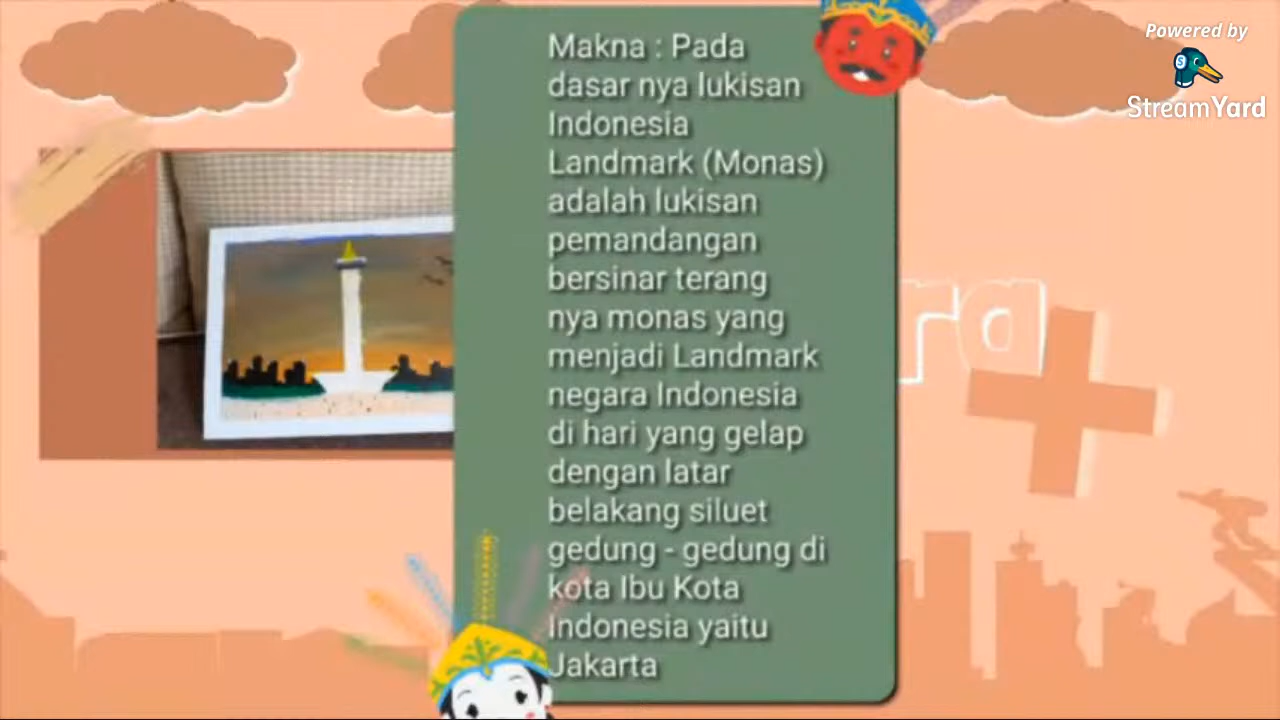 Makna : Pada
dasar nya lukisan
Indonesia
Landmark (Monas)
adalah lukisan
pemandangan
bersinar terang
nya monas yang
menjadi Landmark
negara Indonesia
di hari yang gelap
dengan latar
belakang siluet
gedung - gedung di
kota Ibu Kota
Indonesia yaitu
Jakarta
Powered by
StreamYard
ra